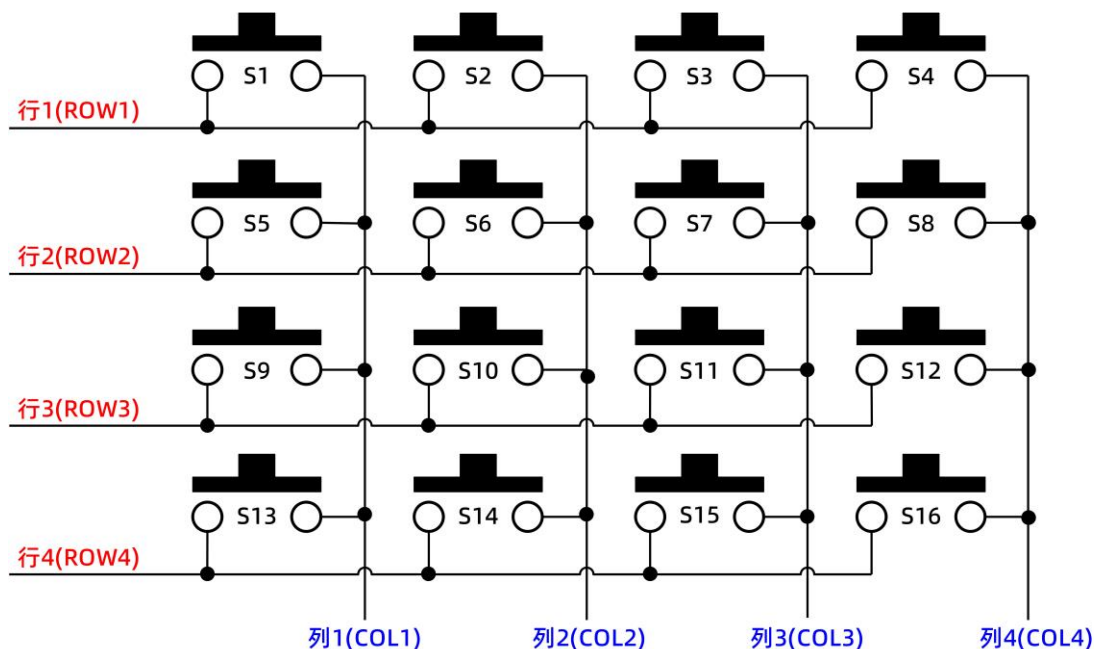 S1 S2 S3 S4
行1(ROW1)
S5 S6 S7 S8
行2(ROW2)
S9 S10 S11 S12
行3(ROW3)
S13 S14 S15 S16
行4(ROW4)
列1(COL1) 列2(COL2) 列3(COL3) 列4(COL4)